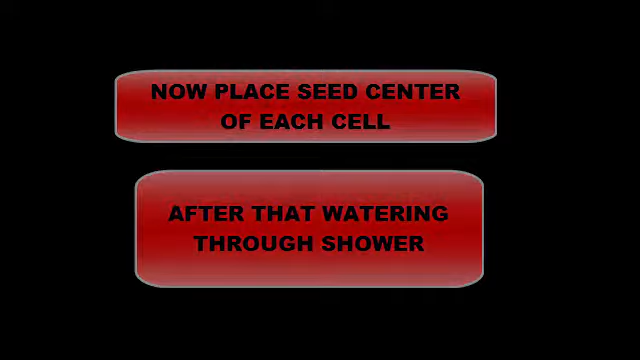 NOW PLACE SEED CENTER
OF EACH CELL
AFTER THAT WATERING
THROUGH SHOWER